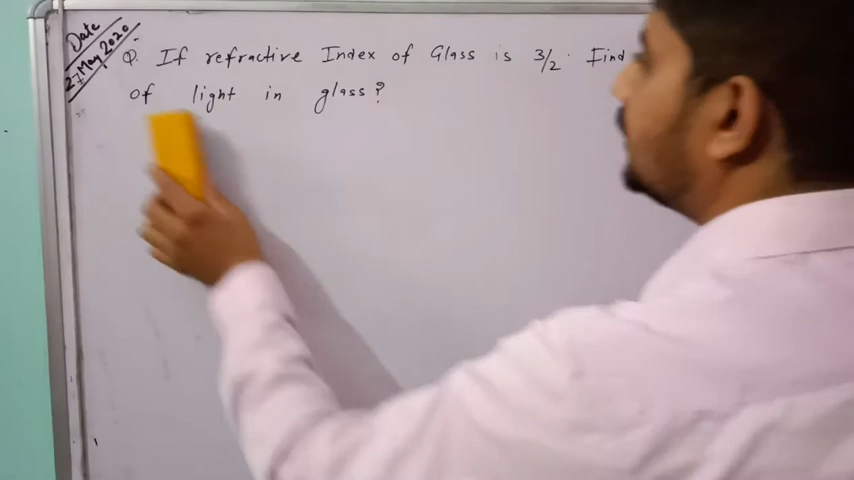 Date
27 May 2020
Q. If refractive Index of Glass is 3/2. Find
of light in glass?